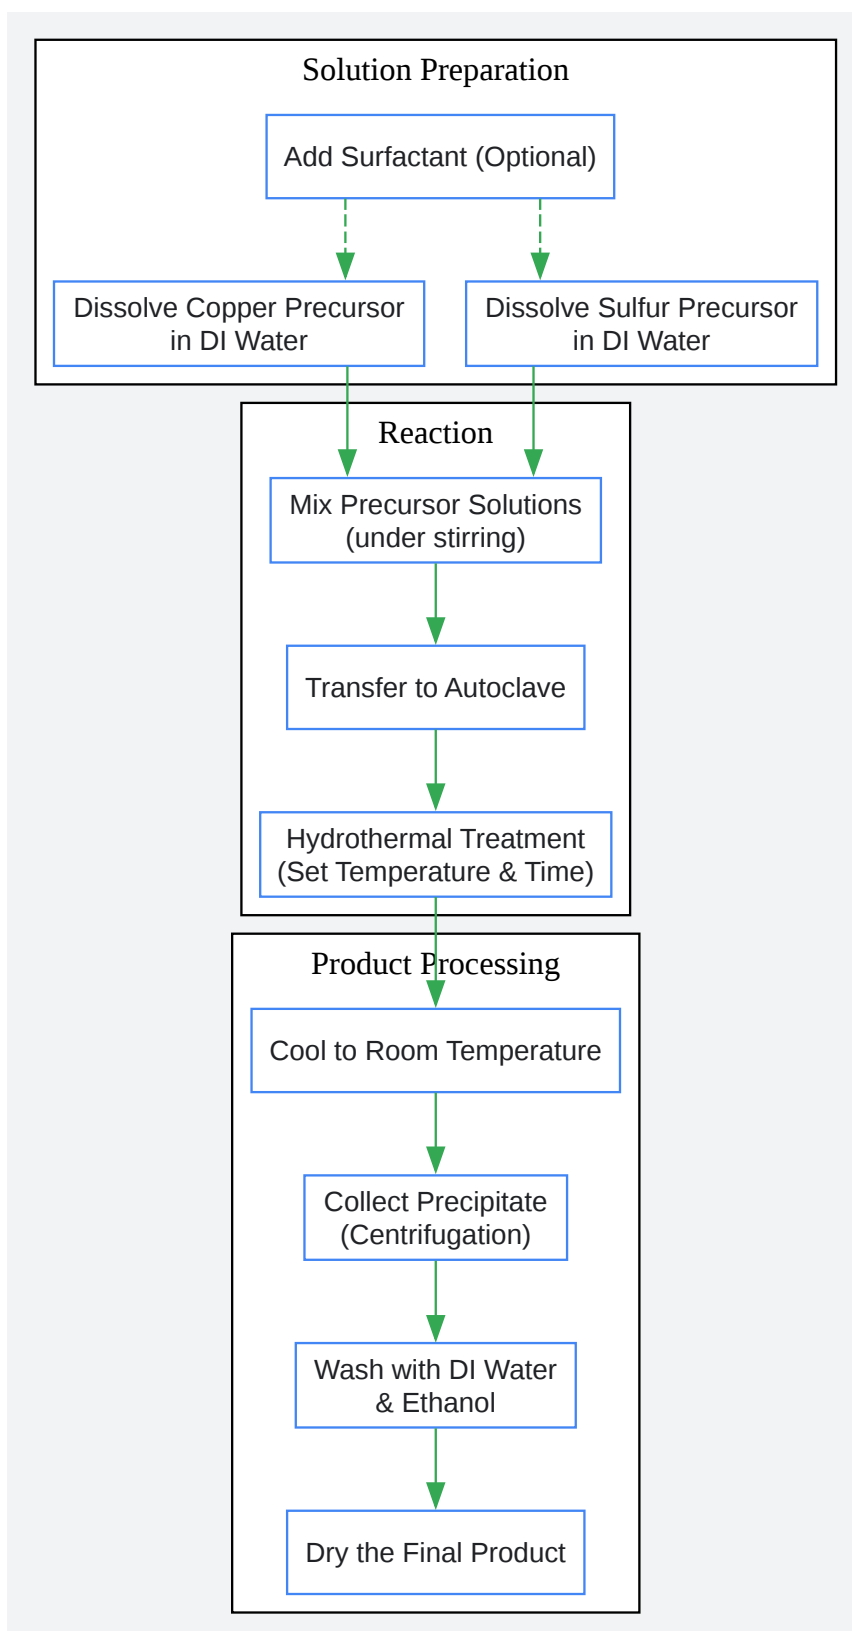 Solution Preparation
Add Surfactant (Optional)
Dissolve Copper Precursor
in DI Water
Dissolve Sulfur Precursor
in DI Water
Reaction
Mix Precursor Solutions
(under stirring)
Transfer to Autoclave
Hydrothermal Treatment
(Set Temperature & Time)
Product Processing
Cool to Room Temperature
Collect Precipitate
(Centrifugation)
Wash with DI Water
& Ethanol
Dry the Final Product